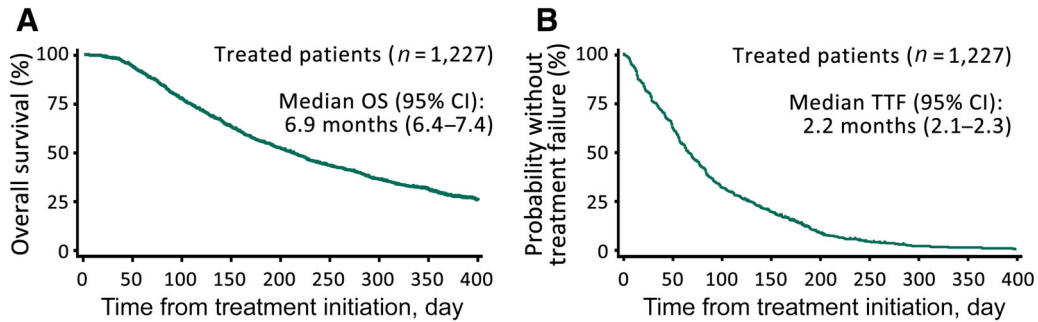 A
Overall survival (%)
100
75
50
25
0
Treated patients (n = 1,227)
Median OS (95% CI):
6.9 months (6.4–7.4)
0 50 100 150 200 250 300 350 400
Time from treatment initiation, day
B
Probability without
treatment failure (%)
100
75
50
25
0
Treated patients (n = 1,227)
Median TTF (95% CI):
2.2 months (2.1–2.3)
0 50 100 150 200 250 300 350 400
Time from treatment initiation, day